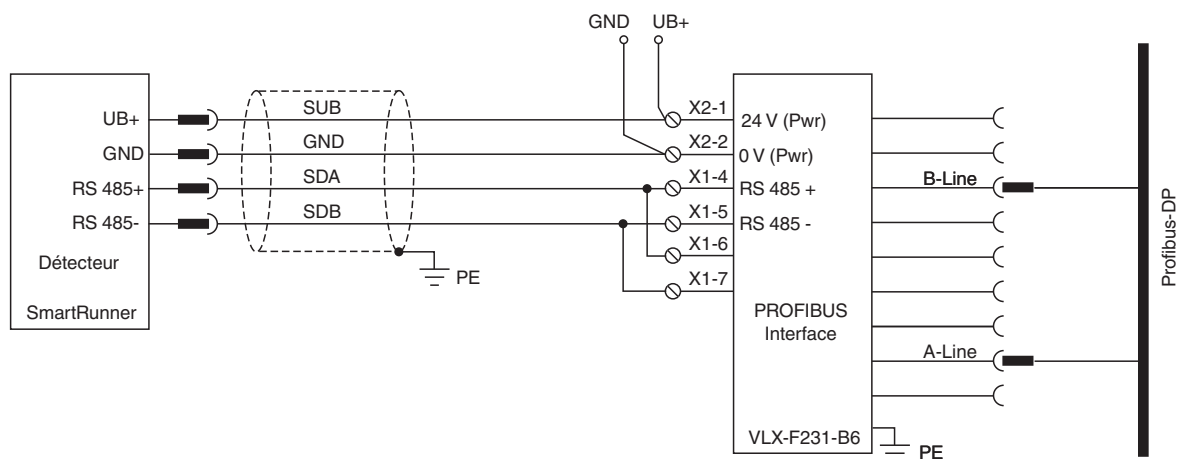 GND UB+
UB+ SUB X2-1 24 V (Pwr)
GND GND X2-2 0 V (Pwr)
RS 485+ SDA X1-4 RS 485 + B-Line
RS 485- SDB X1-5 RS 485 -
X1-6
Détecteur PE X1-7
SmartRunner
PROFIBUS
Interface
A-Line
VLX-F231-B6
PE
Profibus-DP